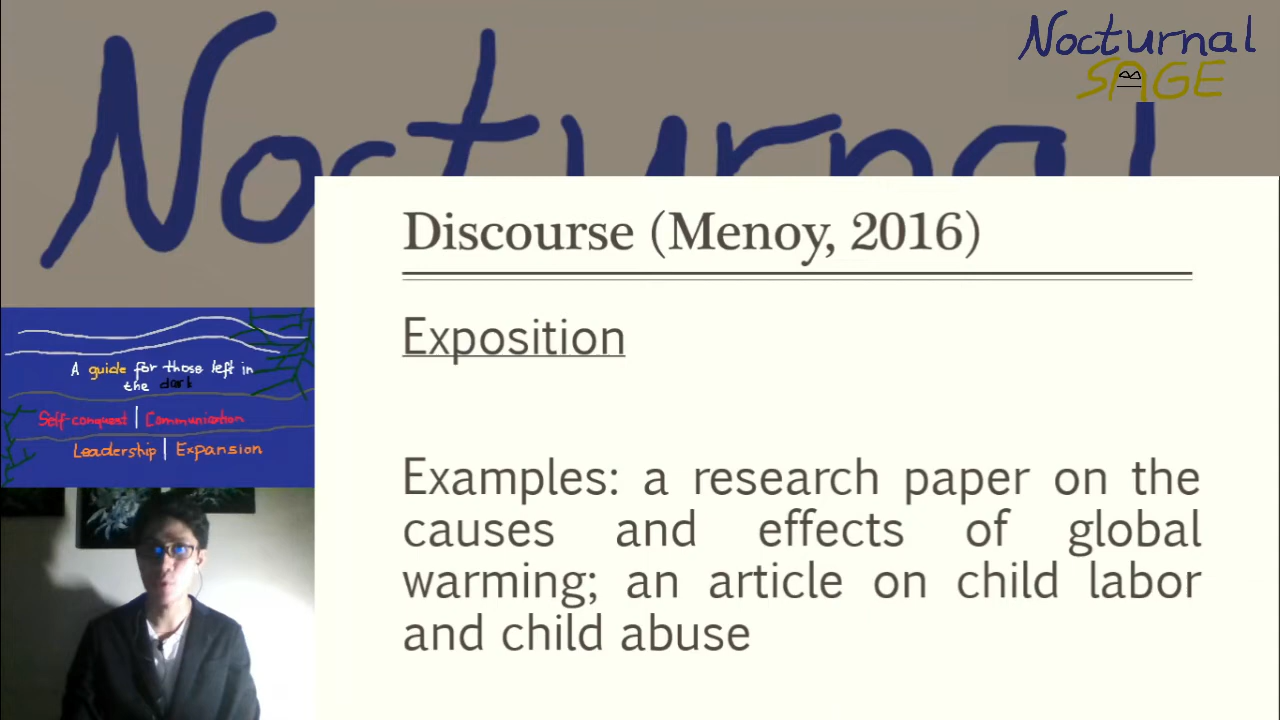 Nocturnal
Nocturnal
SAGE
Discourse (Menoy, 2016)
Exposition
Examples: a research paper on the
causes and effects of global
warming; an article on child labor
and child abuse
A guide for those left in
the dark
Self-conquest | Communication
Leadership | Expansion